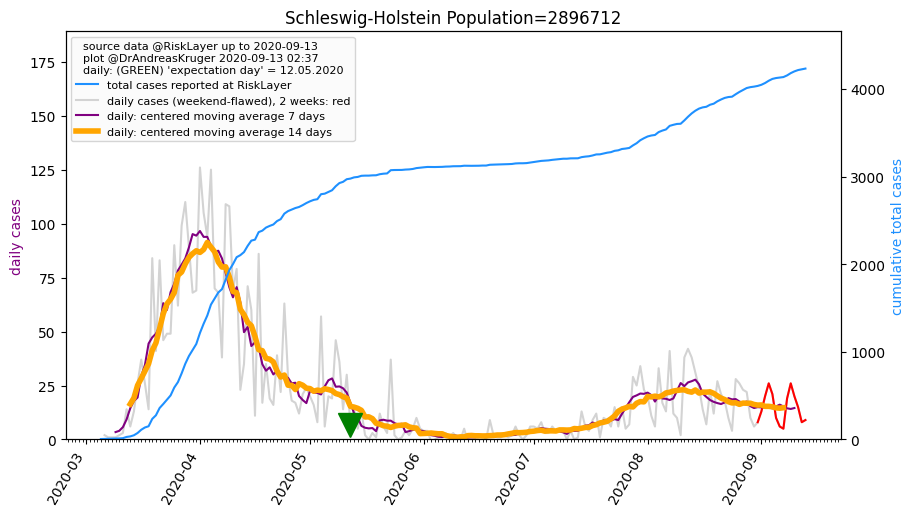 Schleswig-Holstein Population=2896712
source data @RiskLayer up to 2020-09-13
plot @DrAndreasKruger 2020-09-13 02:37
daily: (GREEN) 'expectation day' = 12.05.2020
total cases reported at RiskLayer
daily cases (weekend-flawed), 2 weeks: red
daily: centered moving average 7 days
daily: centered moving average 14 days
daily cases
175
150
125
100
75
50
25
0
cumulative total cases
4000
3000
2000
1000
0
2020-03
2020-04
2020-05
2020-06
2020-07
2020-08
2020-09